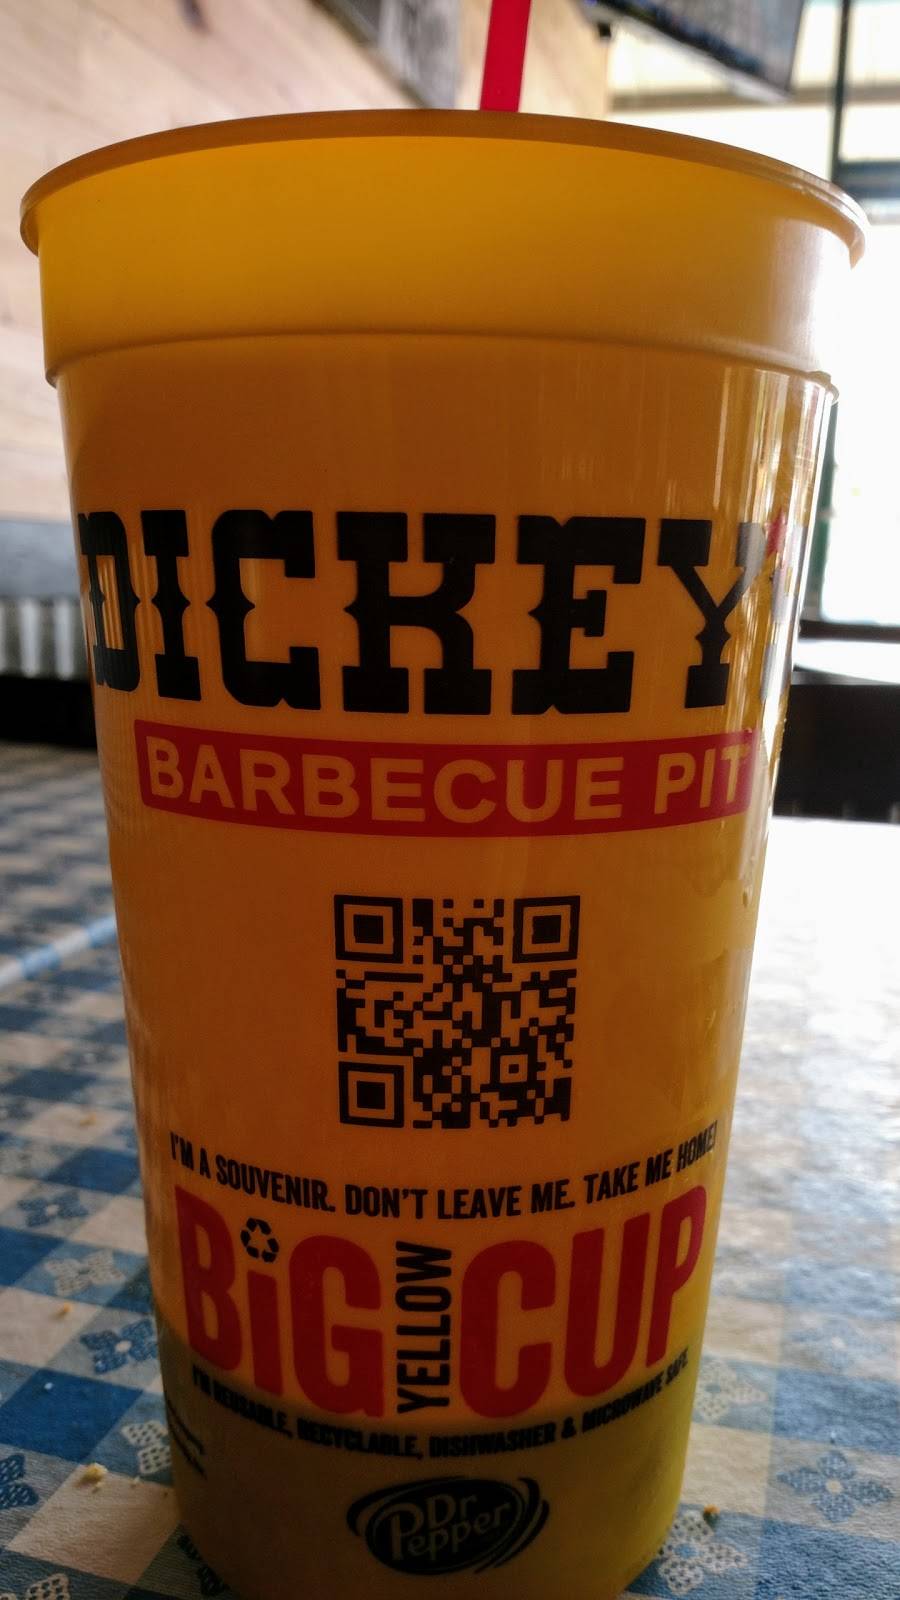 DICKEY'
BARBECUE PIT
I'M A SOUVENIR. DON'T LEAVE ME. TAKE ME HOME!
BiG YELLOW CUP
I'M REUSABLE, RECYCLABLE, DISHWASHER & MICROWAVE SAFE.
Dr Pepper